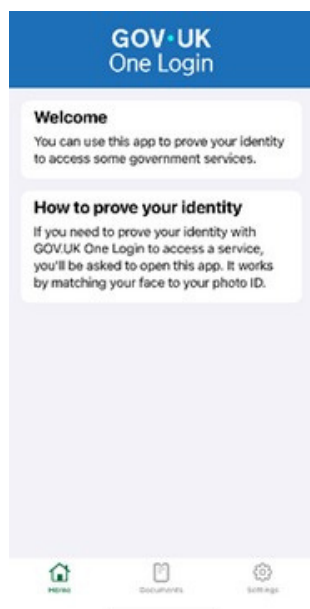 GOV·UK
One Login
Welcome
You can use this app to prove your identity
to access some government services.
How to prove your identity
If you need to prove your identity with
GOV.UK One Login to access a service,
you'll be asked to open this app. It works
by matching your face to your photo ID.
Home Documents Settings